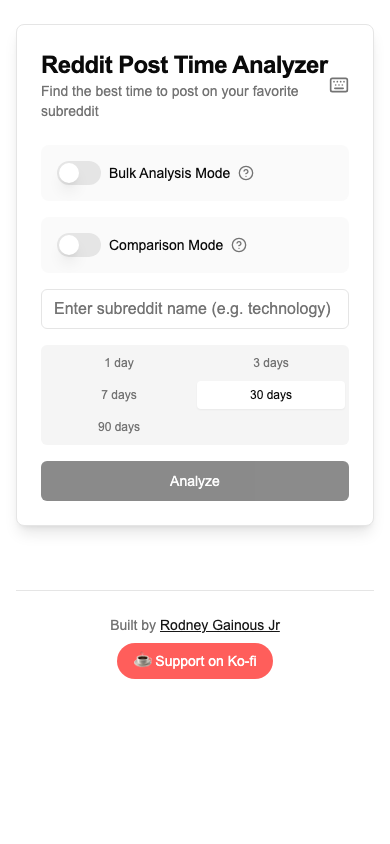 Reddit Post Time Analyzer
Find the best time to post on your favorite
subreddit
Bulk Analysis Mode
Comparison Mode
Enter subreddit name (e.g. technology)
1 day
3 days
7 days
30 days
90 days
Analyze
Built by Rodney Gainous Jr
☕ Support on Ko-fi